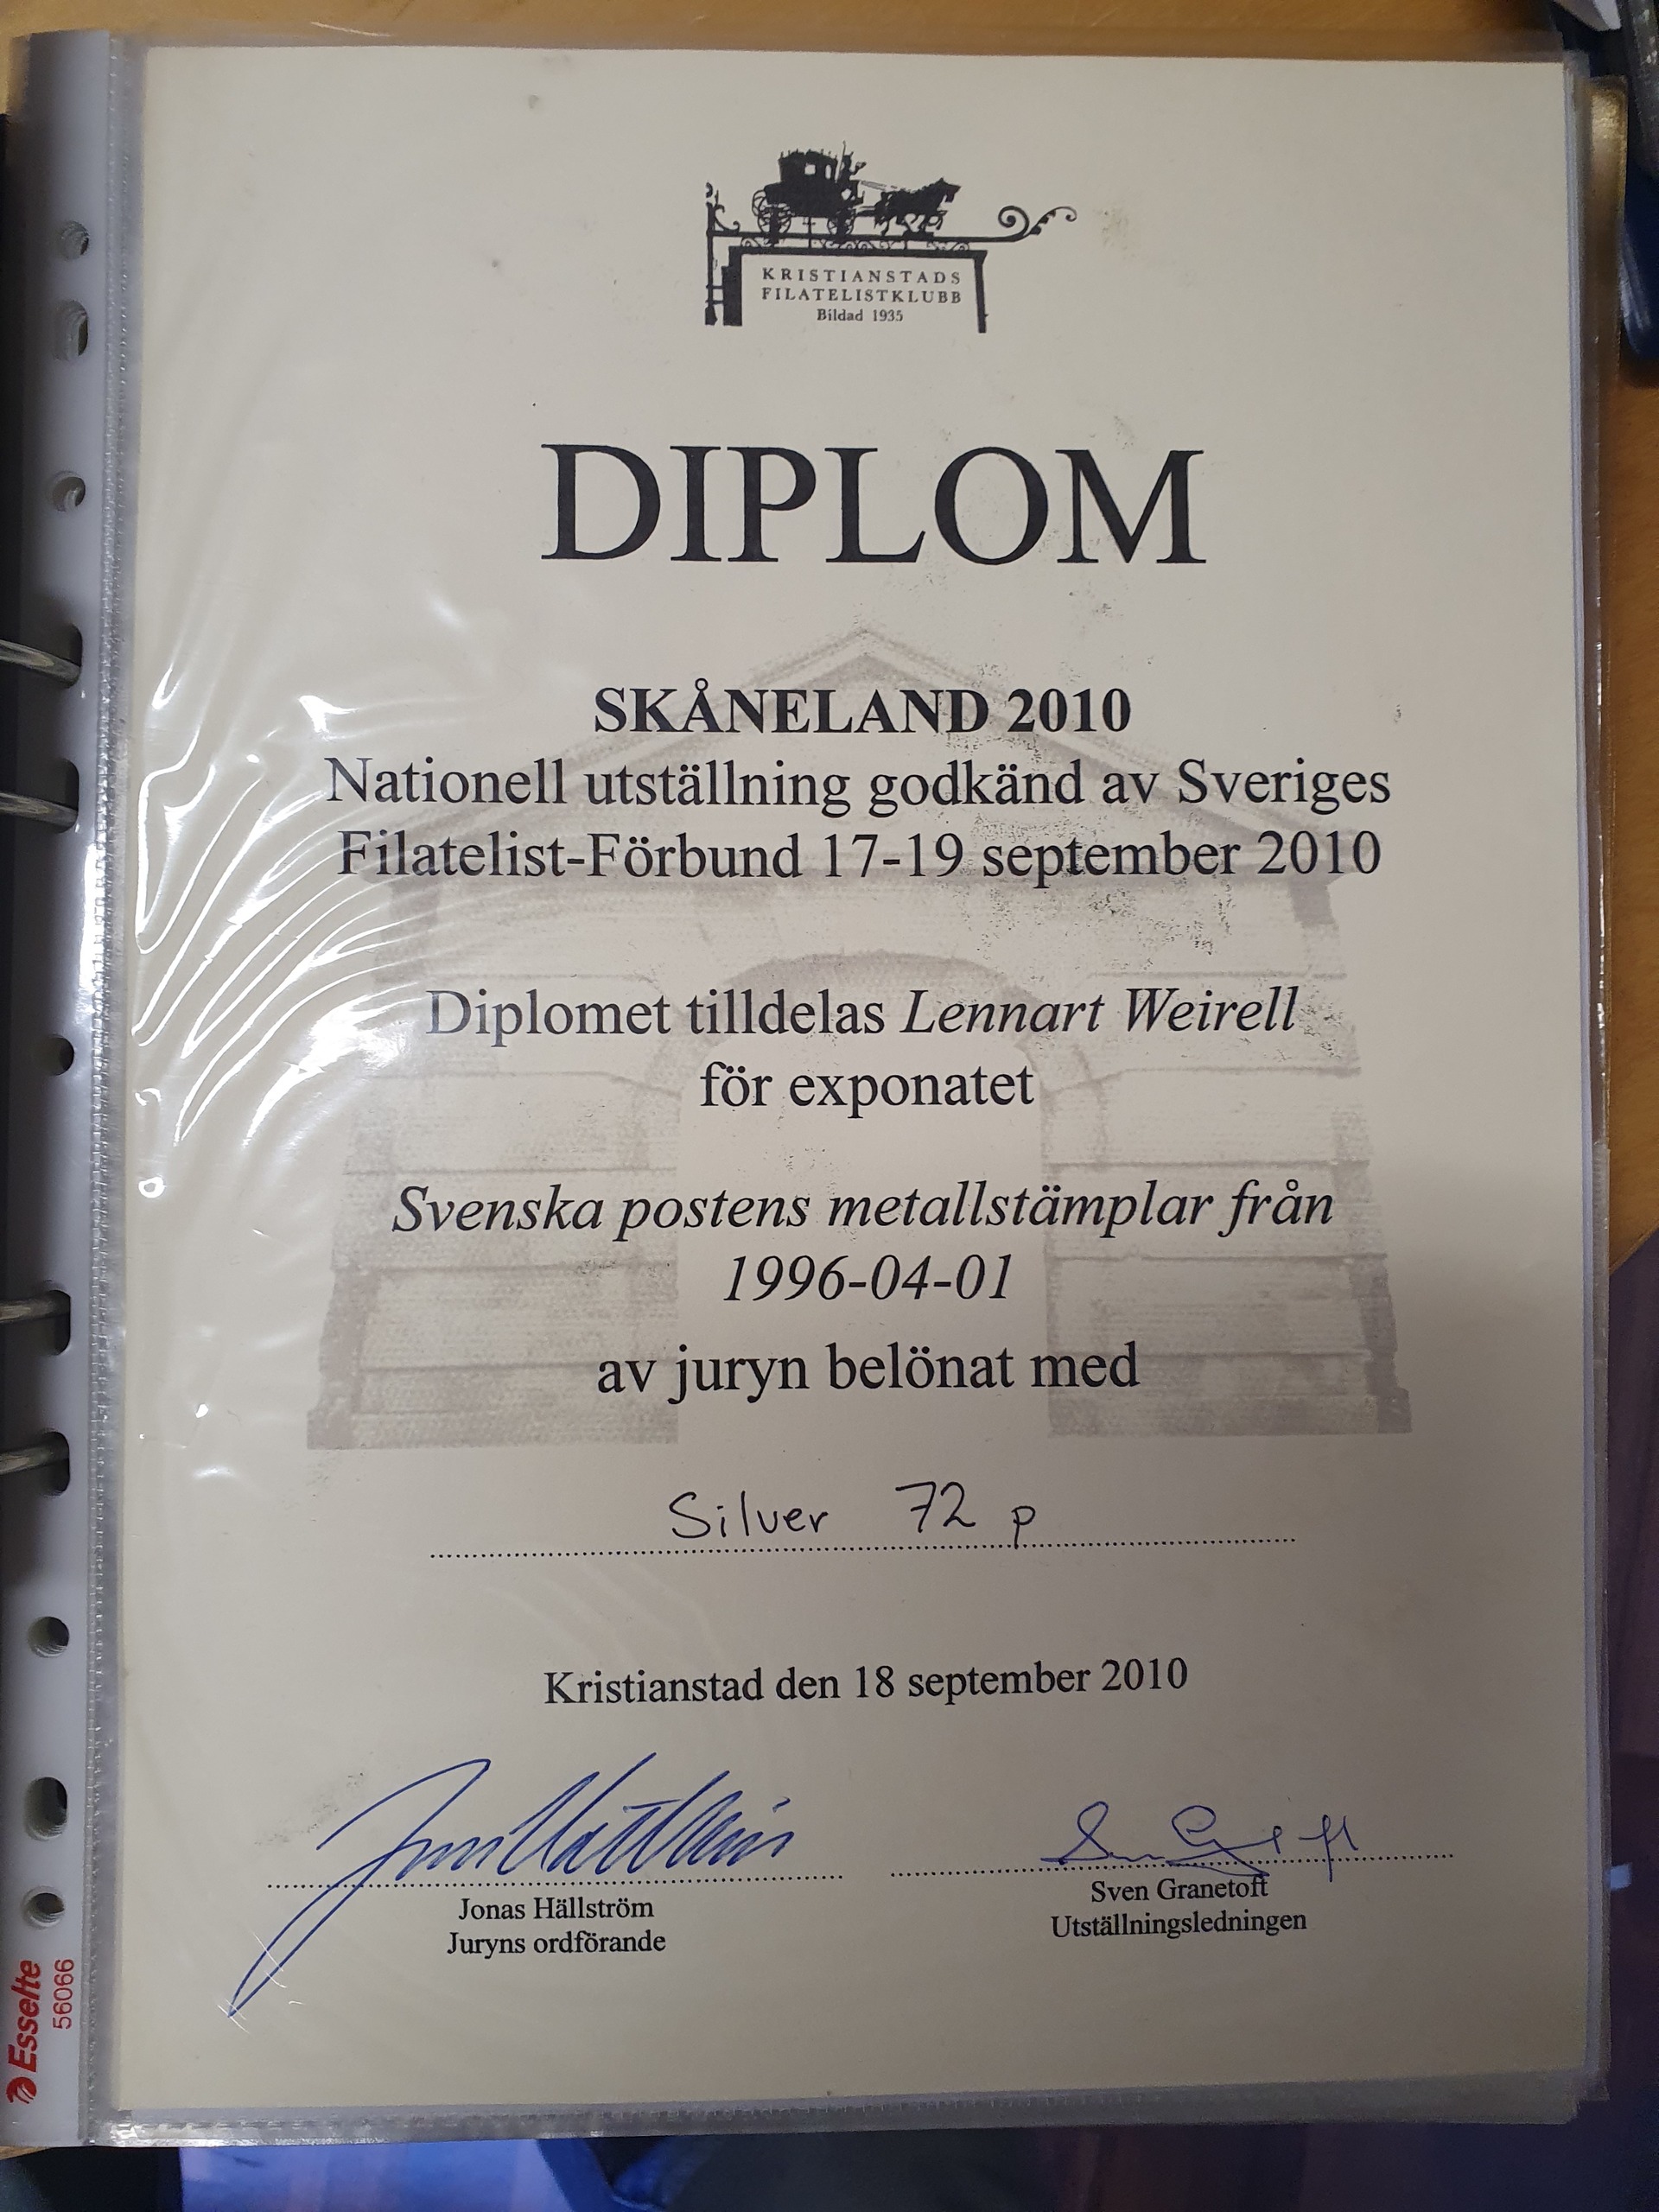 KRISTIANSTADS
FILATELISTKLUBB
Bildad 1935
DIPLOM
SKÅNELAND 2010
Nationell utställning godkänd av Sveriges
Filatelist-Förbund 17-19 september 2010
Diplomet tilldelas Lennart Weirell
för exponatet
Svenska postens metallstämplar från
1996-04-01
av juryn belönat med
Silver 72 p
Kristianstad den 18 september 2010
Jonas Hällström
Juryns ordförande
Sven Granetoft
Utställningsledningen
Esselte
56066